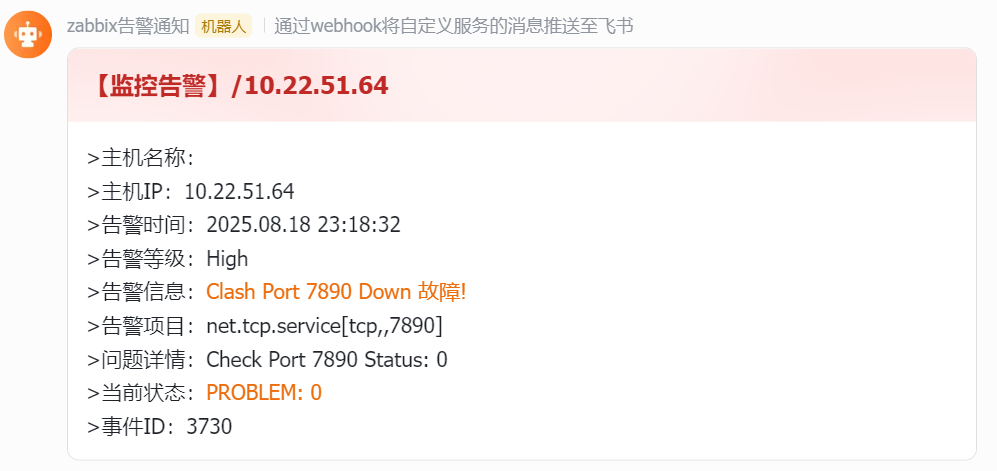 zabbix告警通知 机器人 通过webhook将自定义服务的消息推送至飞书
【监控告警】/10.22.51.64
>主机名称:
>主机IP: 10.22.51.64
>告警时间: 2025.08.18 23:18:32
>告警等级: High
>告警信息: Clash Port 7890 Down 故障!
>告警项目: net.tcp.service[tcp,,7890]
>问题详情: Check Port 7890 Status: 0
>当前状态: PROBLEM: 0
>事件ID: 3730